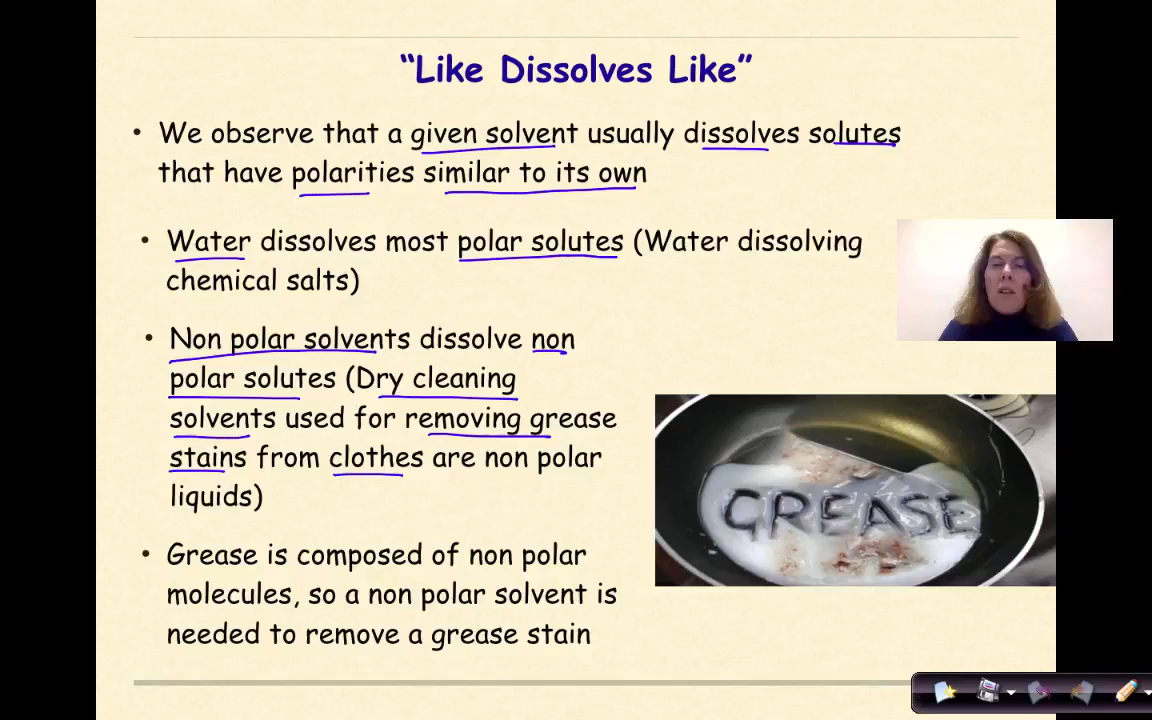 “Like Dissolves Like”
• We observe that a given solvent usually dissolves solutes
that have polarities similar to its own
• Water dissolves most polar solutes (Water dissolving
chemical salts)
• Non polar solvents dissolve non
polar solutes (Dry cleaning
solvents used for removing grease
stains from clothes are non polar
liquids)
GREASE
• Grease is composed of non polar
molecules, so a non polar solvent is
needed to remove a grease stain